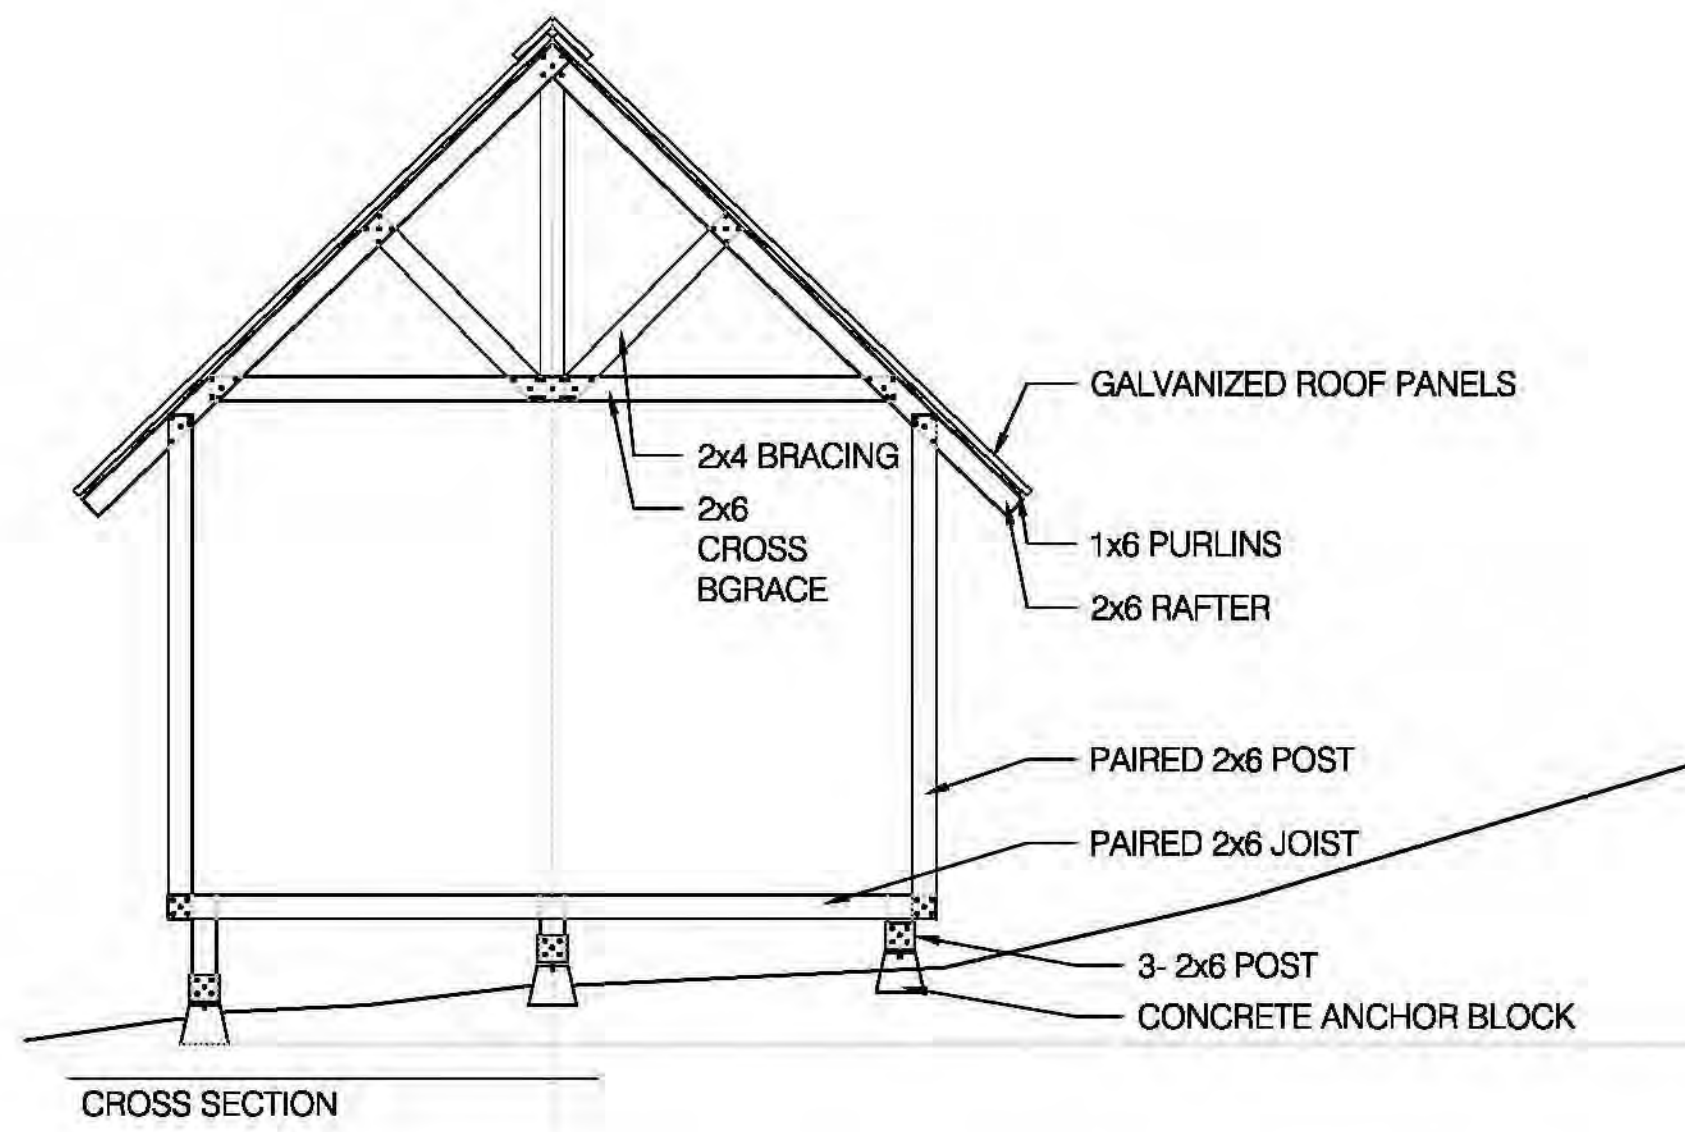 GALVANIZED ROOF PANELS
2x4 BRACING
2x6
CROSS
BGRACE
1x6 PURLINS
2x6 RAFTER
PAIRED 2x6 POST
PAIRED 2x6 JOIST
3- 2x6 POST
CONCRETE ANCHOR BLOCK
CROSS SECTION